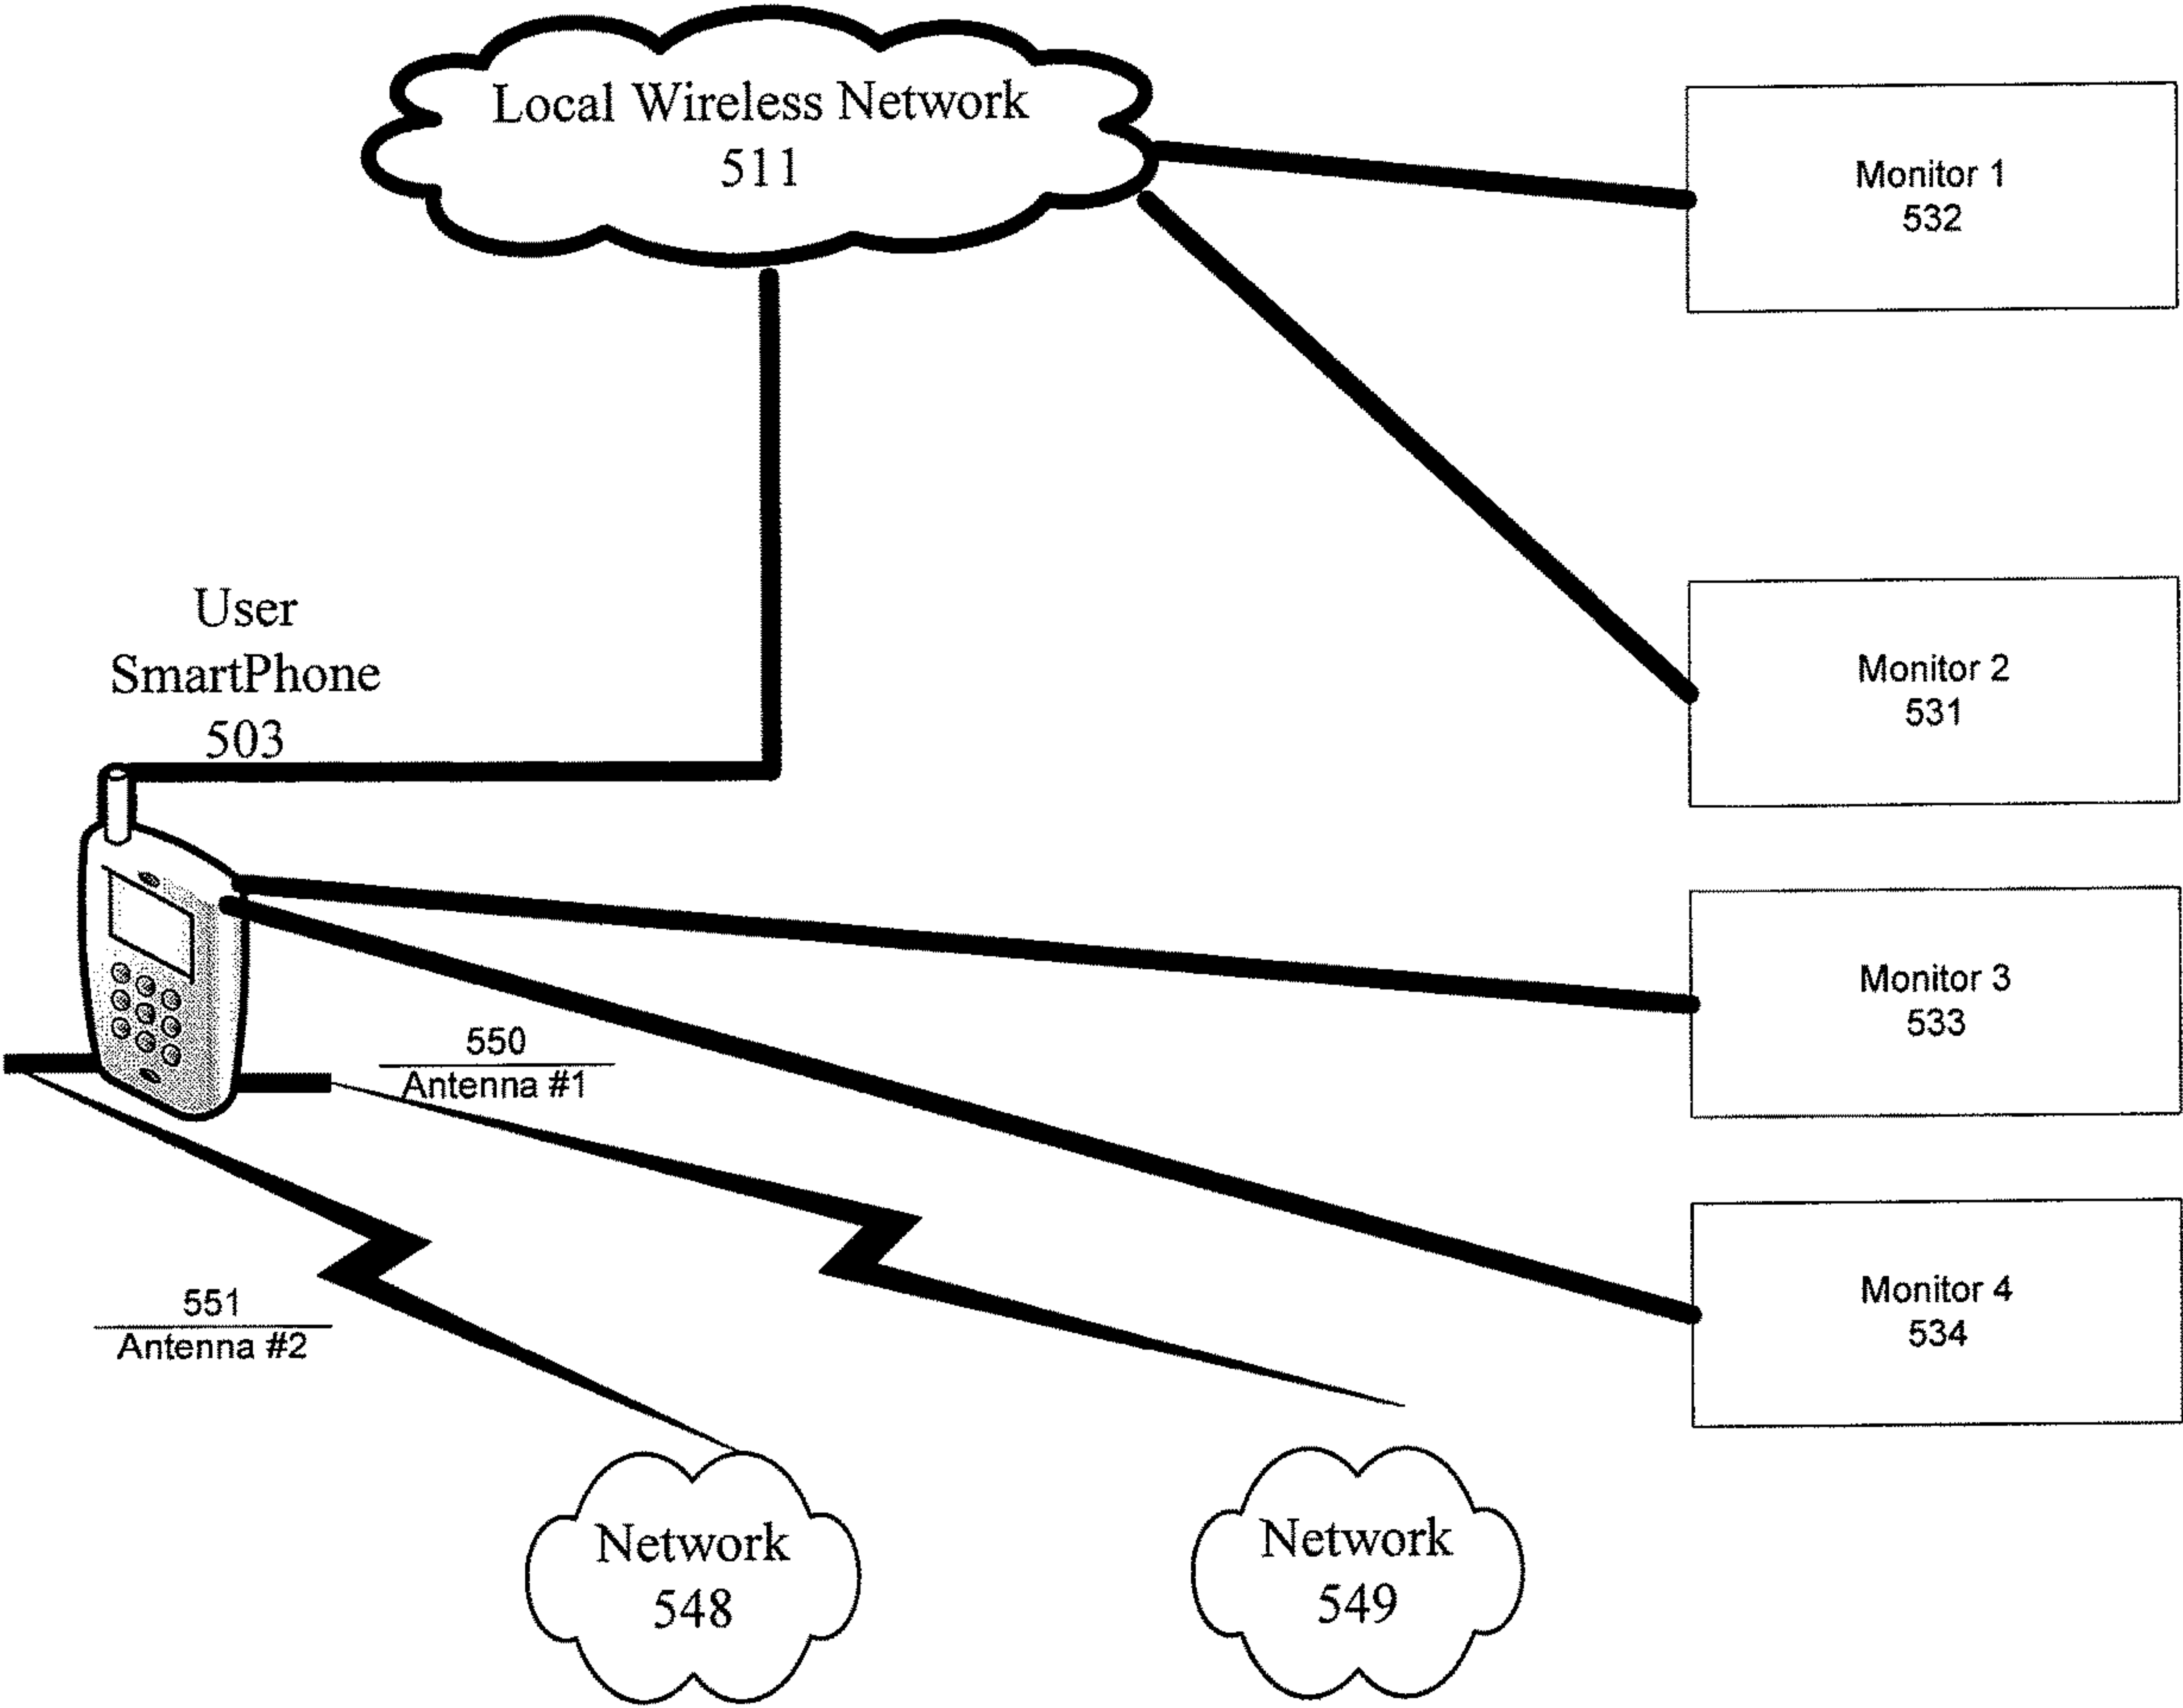 Local Wireless Network
511
Monitor 1
532
User
SmartPhone
503
Monitor 2
531
Monitor 3
533
550
Antenna #1
551
Antenna #2
Monitor 4
534
Network
548
Network
549